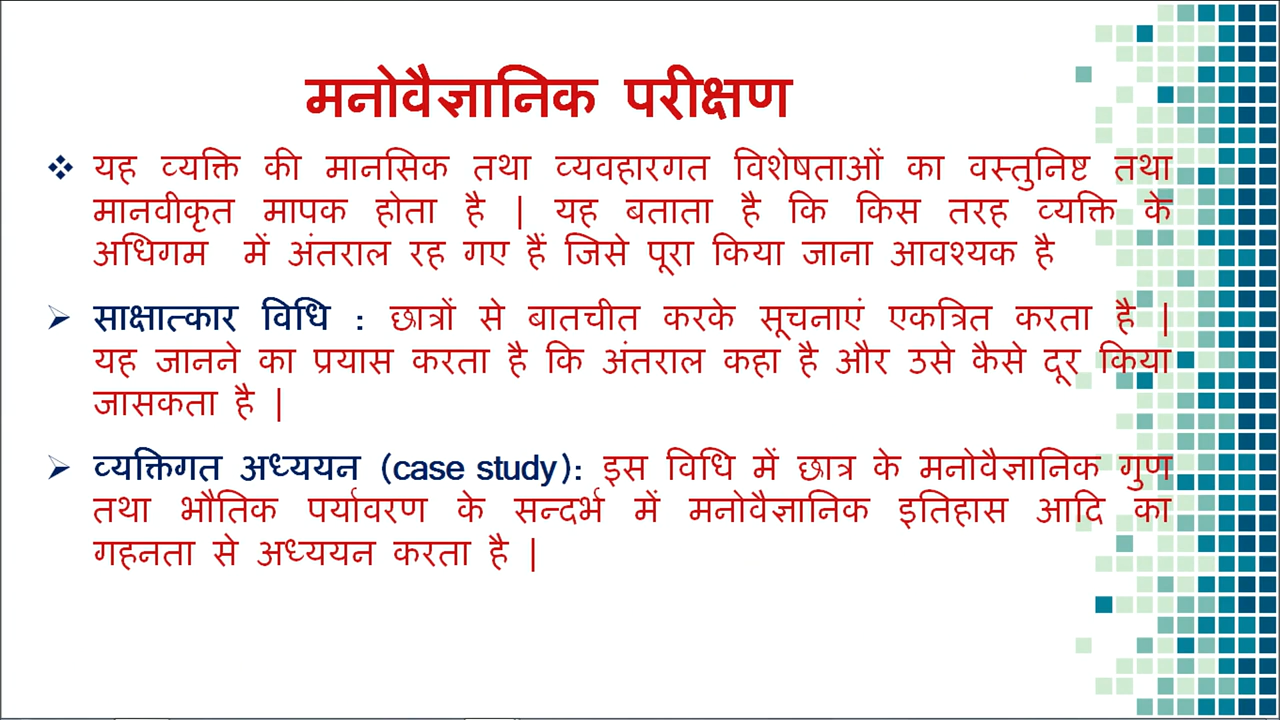 मनोवैज्ञानिक परीक्षण
❖ यह व्यक्ति की मानसिक तथा व्यवहारगत विशेषताओं का वस्तुनिष्ट तथा
मानवीकृत मापक होता है | यह बताता है कि किस तरह व्यक्ति के
अधिगम में अंतराल रह गए हैं जिसे पूरा किया जाना आवश्यक है
➢ साक्षात्कार विधि : छात्रों से बातचीत करके सूचनाएं एकत्रित करता है |
यह जानने का प्रयास करता है कि अंतराल कहा है और उसे कैसे दूर किया
जासकता है |
➢ व्यक्तिगत अध्ययन (case study): इस विधि में छात्र के मनोवैज्ञानिक गुण
तथा भौतिक पर्यावरण के सन्दर्भ में मनोवैज्ञानिक इतिहास आदि का
गहनता से अध्ययन करता है |